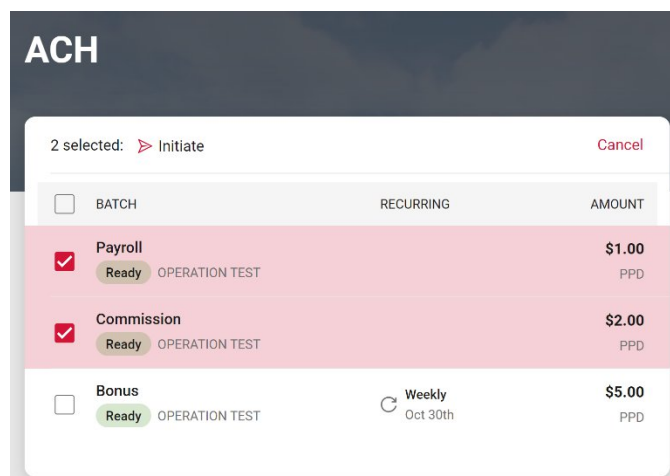 ACH
2 selected: Initiate Cancel
BATCH RECURRING AMOUNT
Payroll $1.00
Ready OPERATION TEST PPD
Commission $2.00
Ready OPERATION TEST PPD
Bonus Weekly $5.00
Ready OPERATION TEST Oct 30th PPD